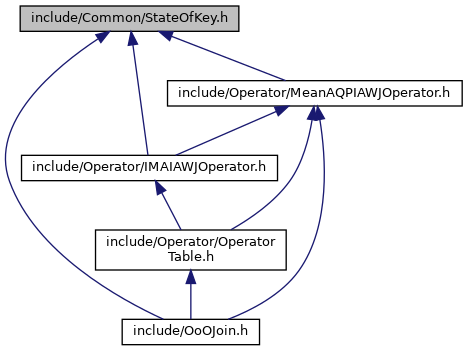 include/Common/StateOfKey.h
include/Operator/MeanAQPIAWJOperator.h
include/Operator/IMAIAWJOperator.h
include/Operator/Operator
Table.h
include/OoOJoin.h